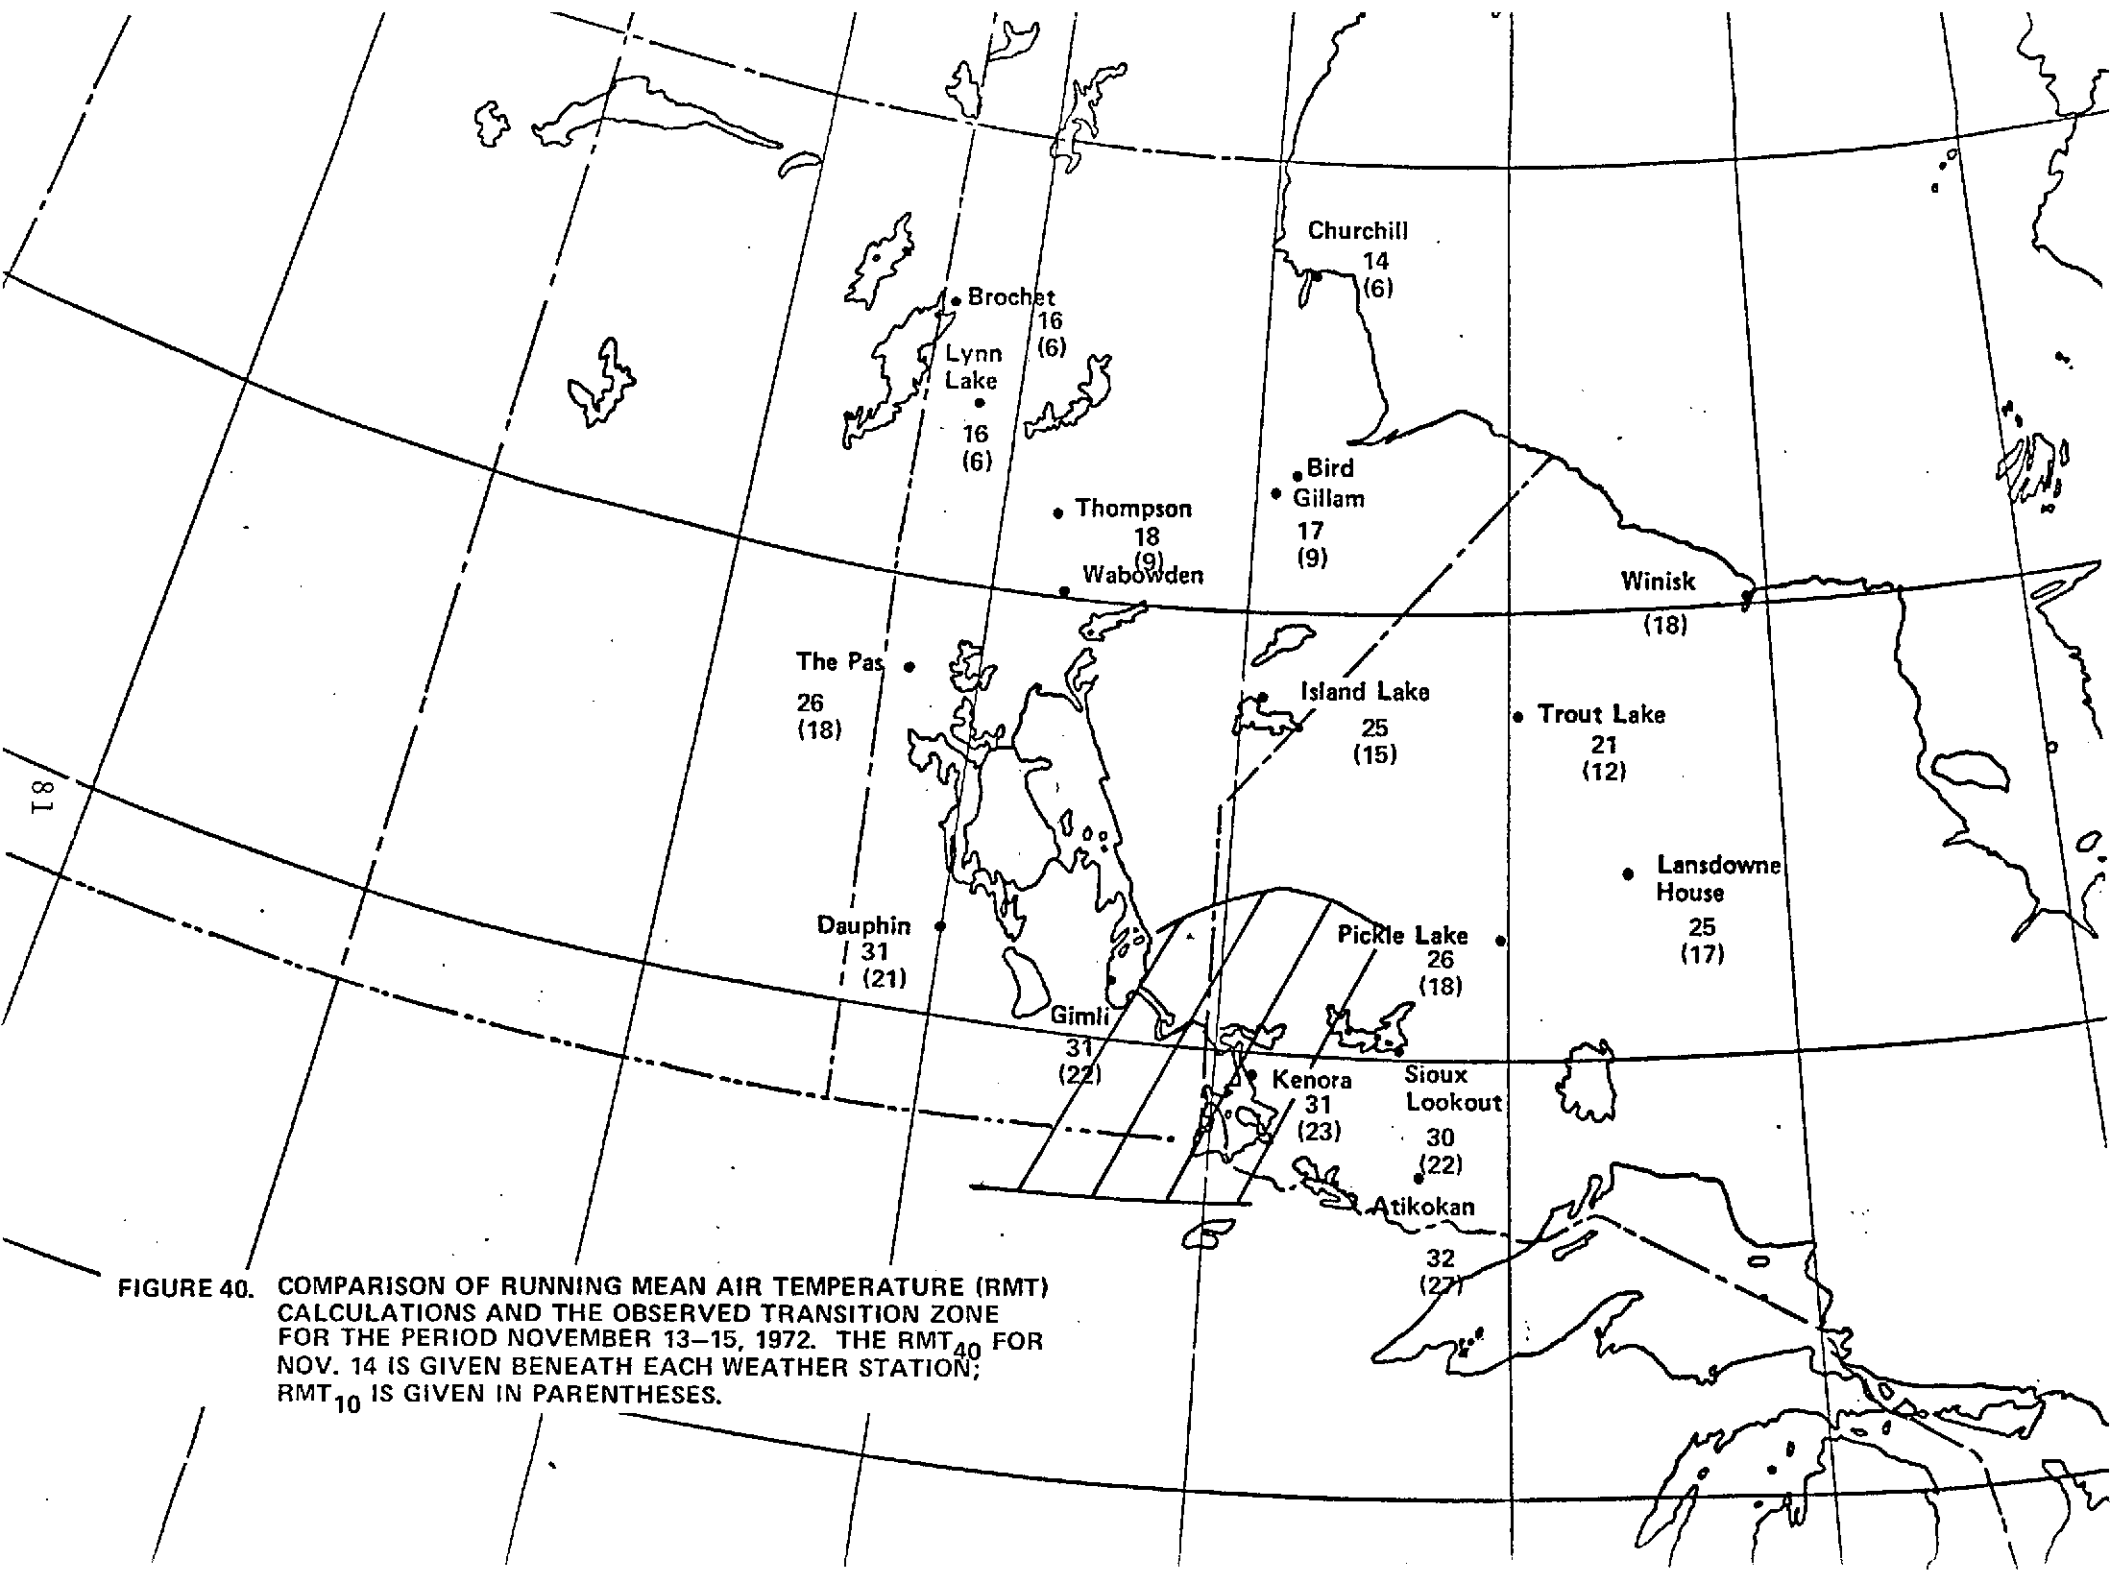 Churchill
14
(6)
Brochet
16
(6)
Lynn
Lake
16
(6)
Bird
Gillam
17
(9)
Thompson
18
(9)
Wabowden
Winisk
(18)
The Pas
26
(18)
Island Lake
25
(15)
Trout Lake
21
(12)
81
Lansdowne
House
25
(17)
Dauphin
31
(21)
Pickle Lake
26
(18)
Gimli
31
(22)
Kenora
31
(23)
Sioux
Lookout
30
(22)
Atikokan
32
(27)
FIGURE 40. COMPARISON OF RUNNING MEAN AIR TEMPERATURE (RMT)
CALCULATIONS AND THE OBSERVED TRANSITION ZONE
FOR THE PERIOD NOVEMBER 13–15, 1972. THE RMT40 FOR
NOV. 14 IS GIVEN BENEATH EACH WEATHER STATION;
RMT10 IS GIVEN IN PARENTHESES.